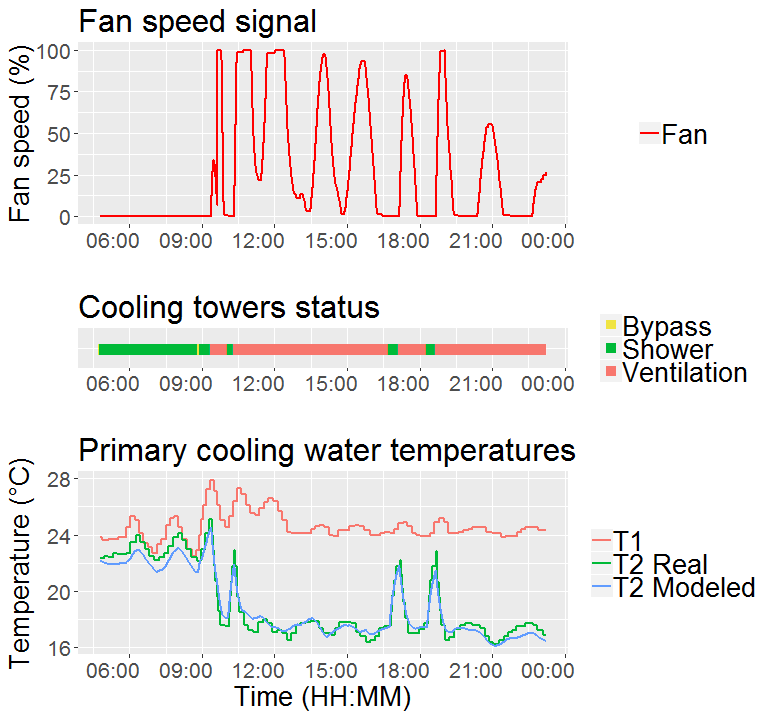 Fan speed signal
Fan speed (%)
100
75
50
25
0
06:00 09:00 12:00 15:00 18:00 21:00 00:00
Fan
Cooling towers status
06:00 09:00 12:00 15:00 18:00 21:00 00:00
Bypass
Shower
Ventilation
Primary cooling water temperatures
Temperature (°C)
28
24
20
16
06:00 09:00 12:00 15:00 18:00 21:00 00:00
Time (HH:MM)
T1
T2 Real
T2 Modeled